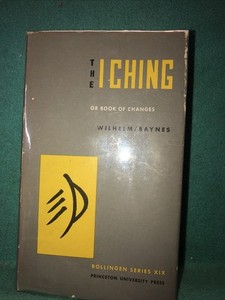 THE I CHING
OR BOOK OF CHANGES
WILHELM/BAYNES
BOLLINGEN SERIES XIX
PRINCETON UNIVERSITY PRESS